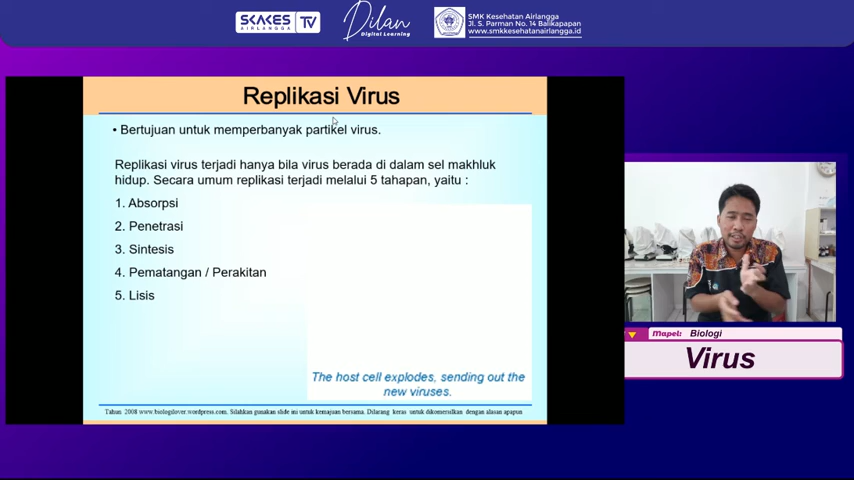 SKAKES
AIRLANGGA
TV
Dilan
Digital Learning
SMK Kesehatan Airlangga
Jl. S. Parman No. 14 Balikapapan
www.smkkesehatanairlangga.id
Replikasi Virus
• Bertujuan untuk memperbanyak partikel virus.
Replikasi virus terjadi hanya bila virus berada di dalam sel makhluk
hidup. Secara umum replikasi terjadi melalui 5 tahapan, yaitu :
1. Absorpsi
2. Penetrasi
3. Sintesis
4. Pematangan / Perakitan
5. Lisis
The host cell explodes, sending out the
new viruses.
Tahun 2008 www.biologilover.wordpress.com, Silahkan gunakan slide ini untuk kemajuan bersama. Dilarang keras untuk dikomersilkan dengan alasan apapun
Mapel: Biologi
Virus